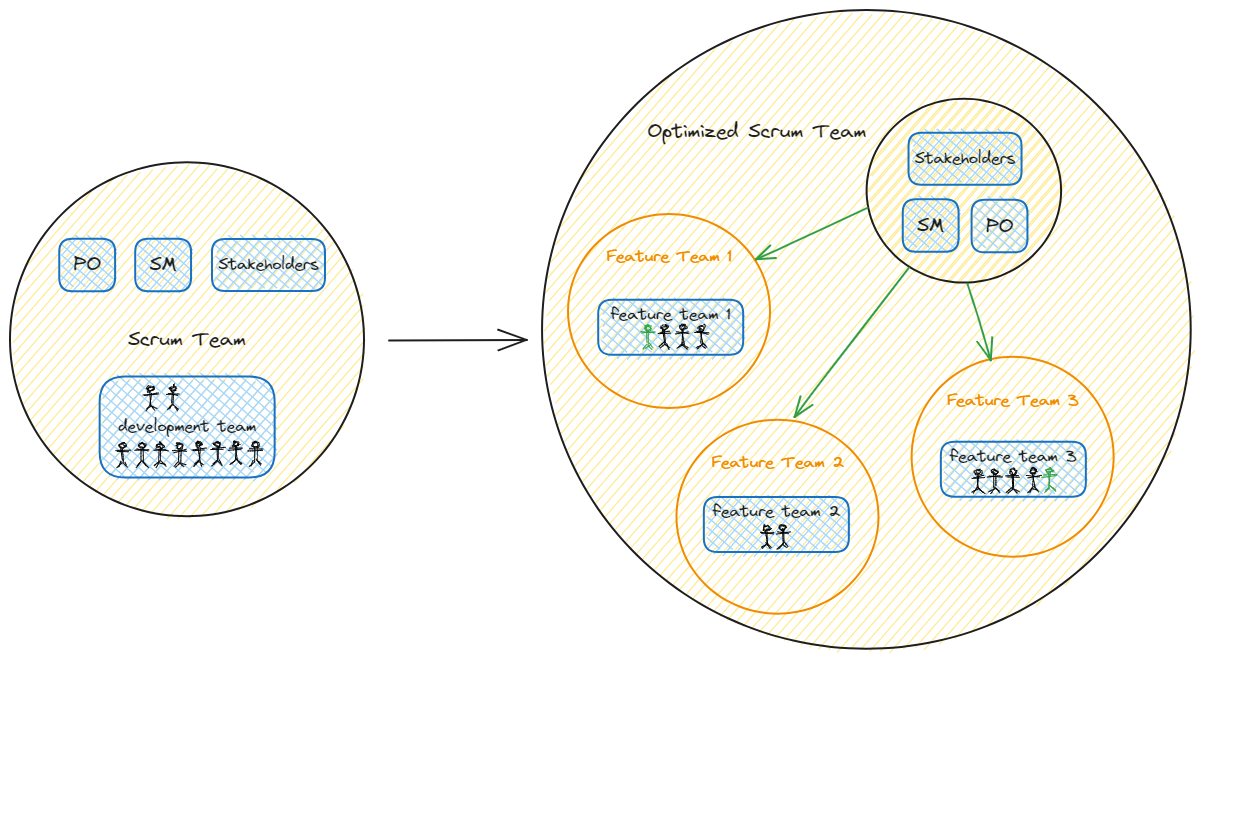 PO
SM
Stakeholders
Scrum Team
development team
Optimized Scrum Team
Stakeholders
SM
PO
Feature Team 1
feature team 1
Feature Team 2
feature team 2
Feature Team 3
feature team 3